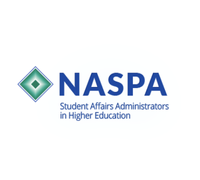 NASPA
Student Affairs Administrators
in Higher Education